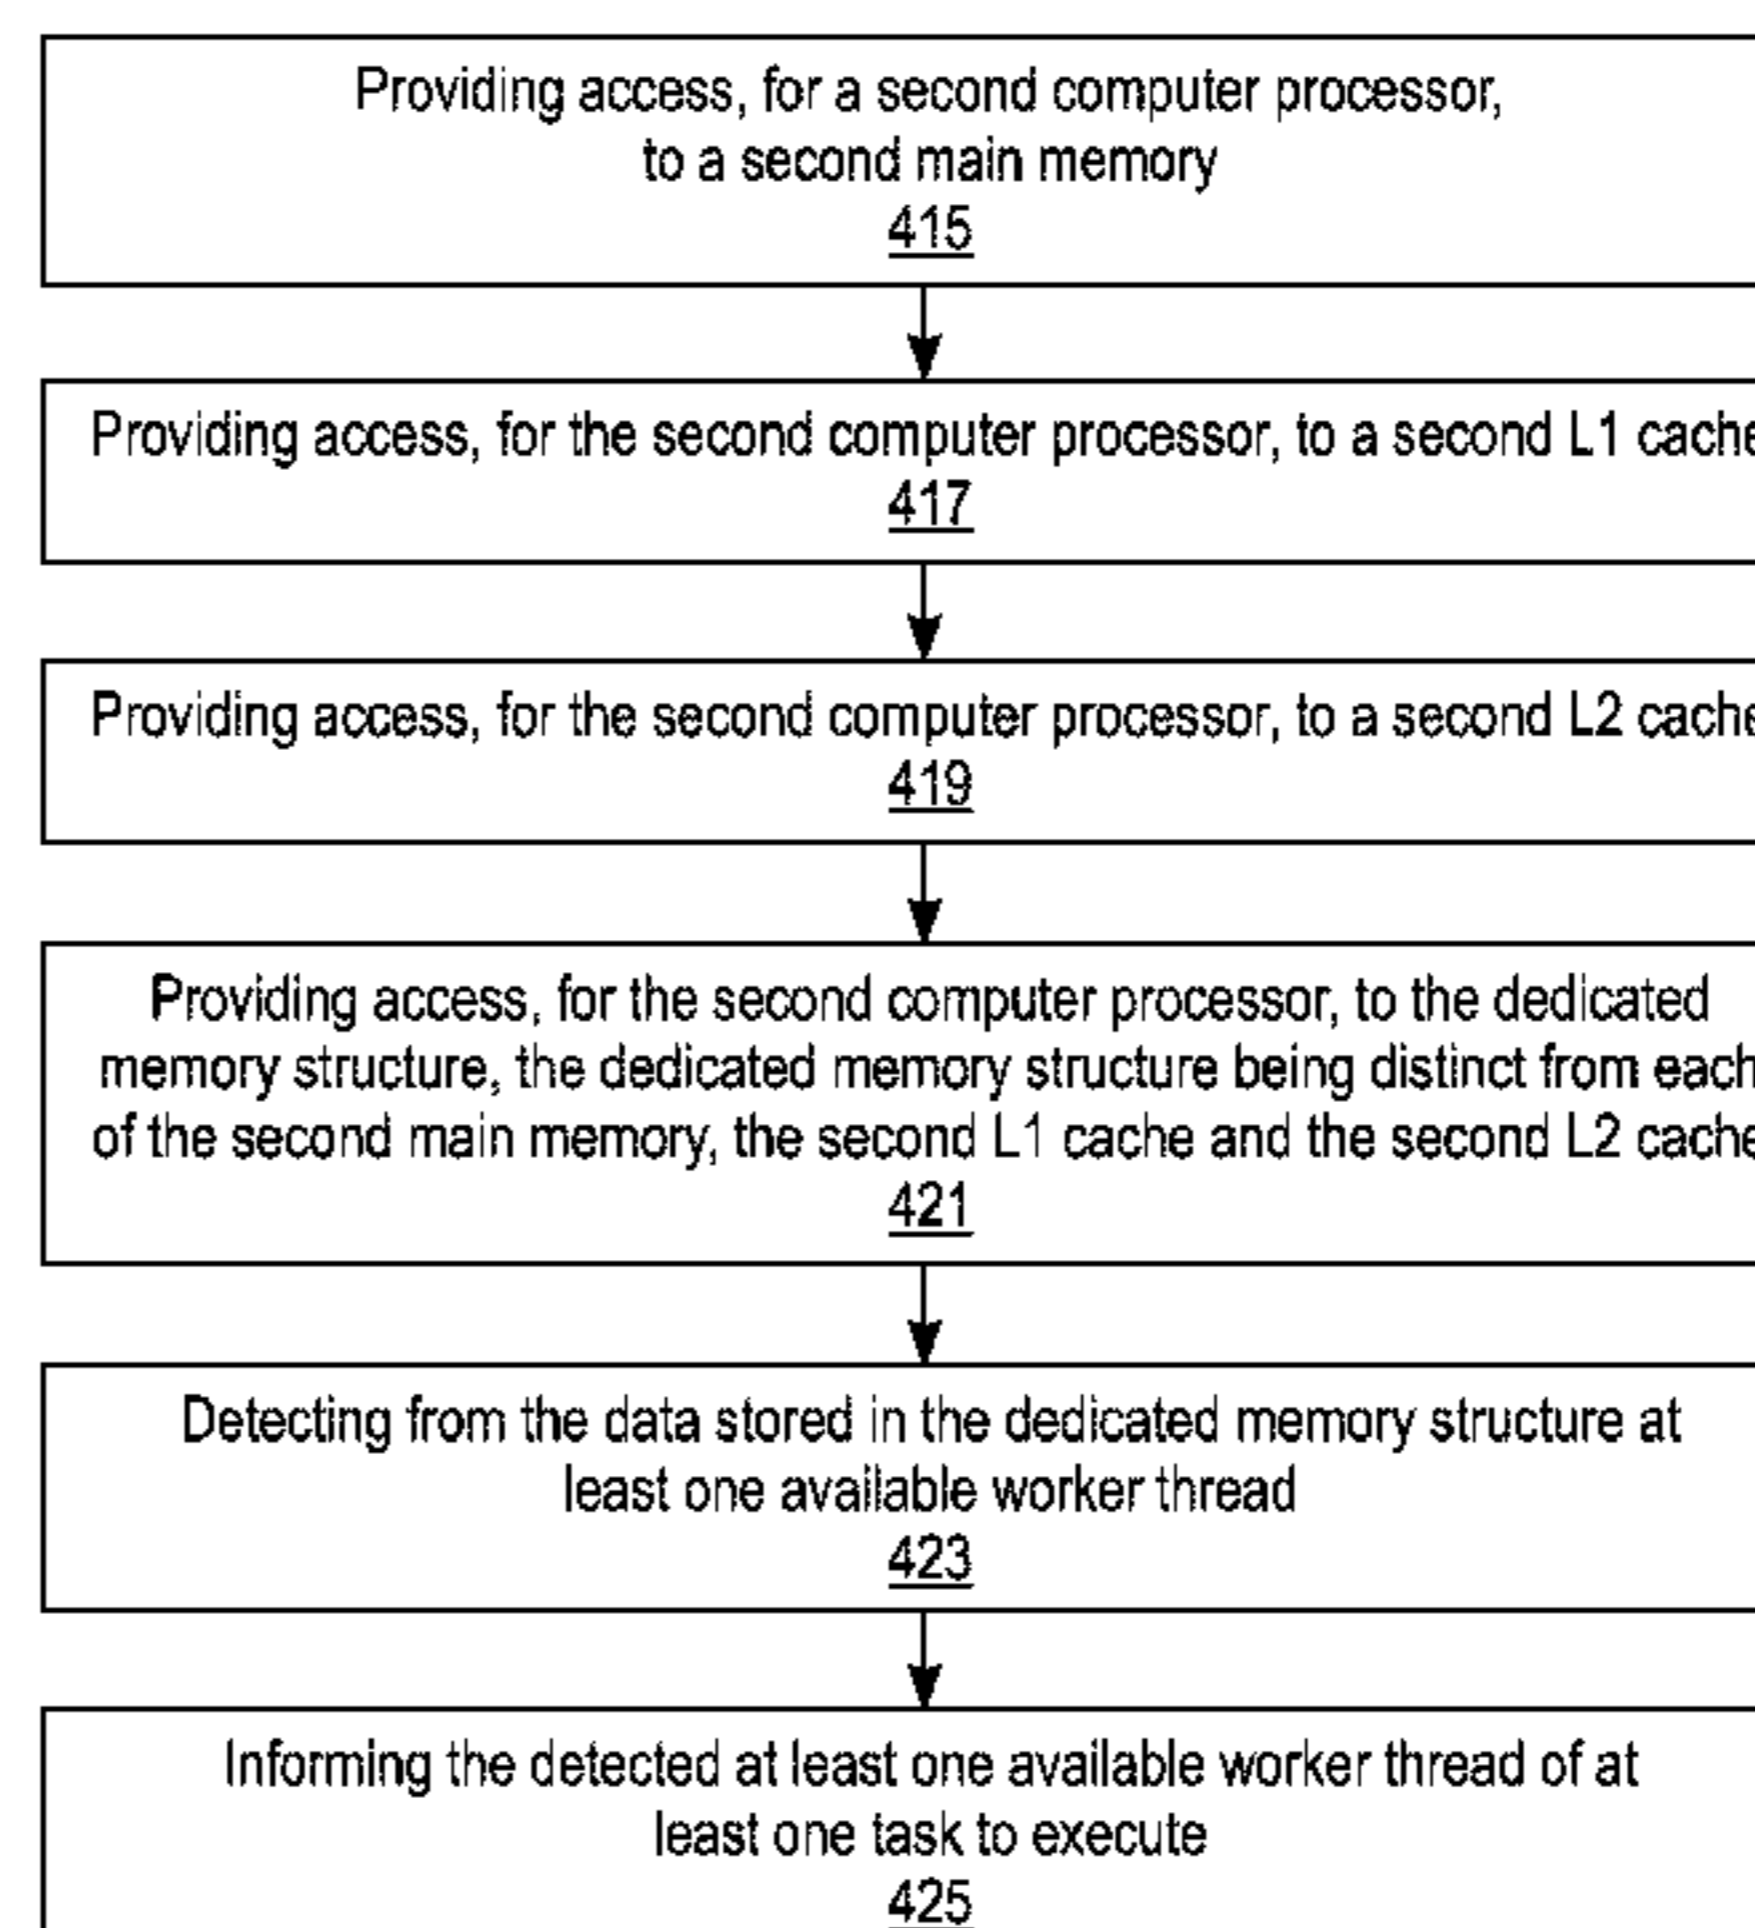 Providing access, for a second computer processor,
to a second main memory
415
Providing access, for the second computer processor, to a second L1 cache
417
Providing access, for the second computer processor, to a second L2 cache
419
Providing access, for the second computer processor, to the dedicated
memory structure, the dedicated memory structure being distinct from each
of the second main memory, the second L1 cache and the second L2 cache
421
Detecting from the data stored in the dedicated memory structure at
least one available worker thread
423
Informing the detected at least one available worker thread of at
least one task to execute
425